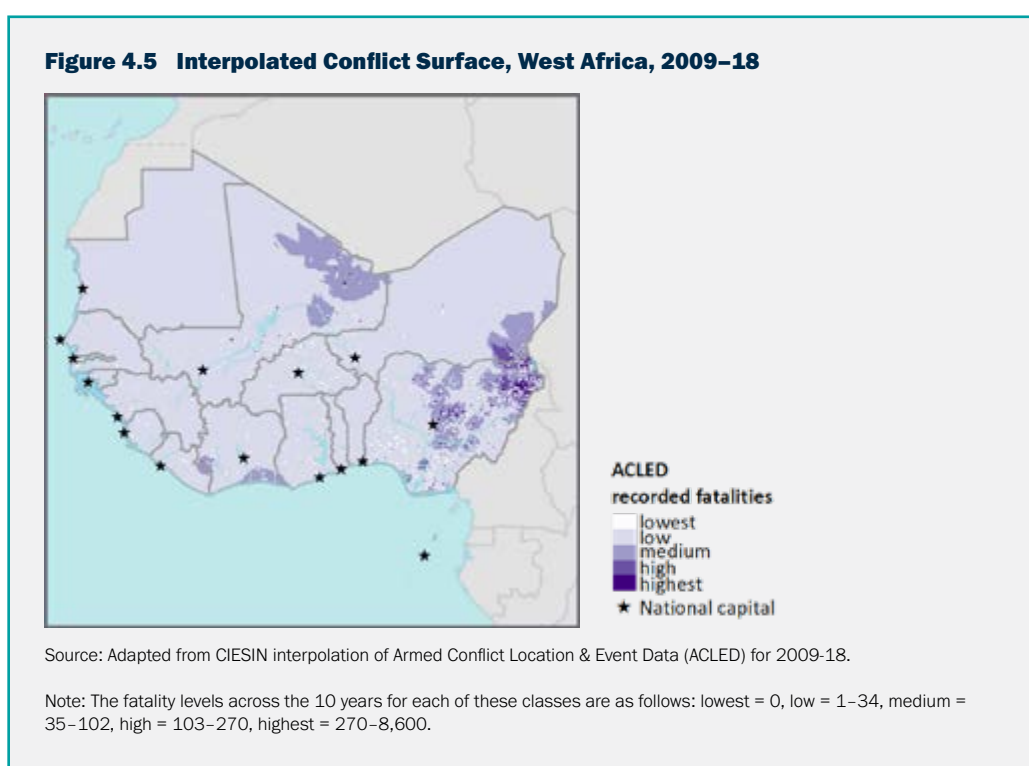 Figure 4.5 Interpolated Conflict Surface, West Africa, 2009–18
ACLED
recorded fatalities
lowest
low
medium
high
highest
National capital
Source: Adapted from CIESIN interpolation of Armed Conflict Location & Event Data (ACLED) for 2009-18.
Note: The fatality levels across the 10 years for each of these classes are as follows: lowest = 0, low = 1–34, medium =
35–102, high = 103–270, highest = 270–8,600.